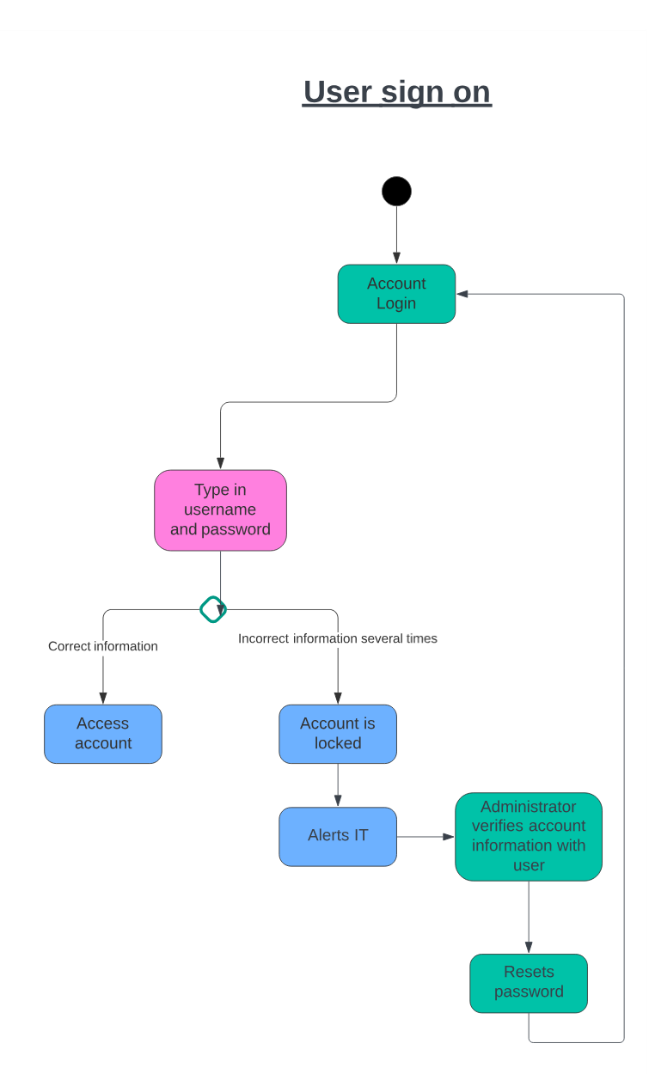 User sign on
Account
Login
Type in
username
and password
Correct information
Incorrect information several times
Access
account
Account is
locked
Alerts IT
Administrator
verifies account
information with
user
Resets
password